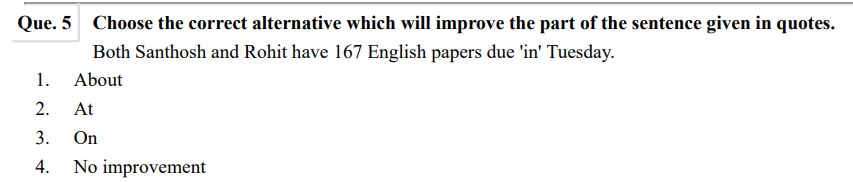 Que. 5 Choose the correct alternative which will improve the part of the sentence given in quotes.
Both Santhosh and Rohit have 167 English papers due 'in' Tuesday.
1. About
2. At
3. On
4. No improvement